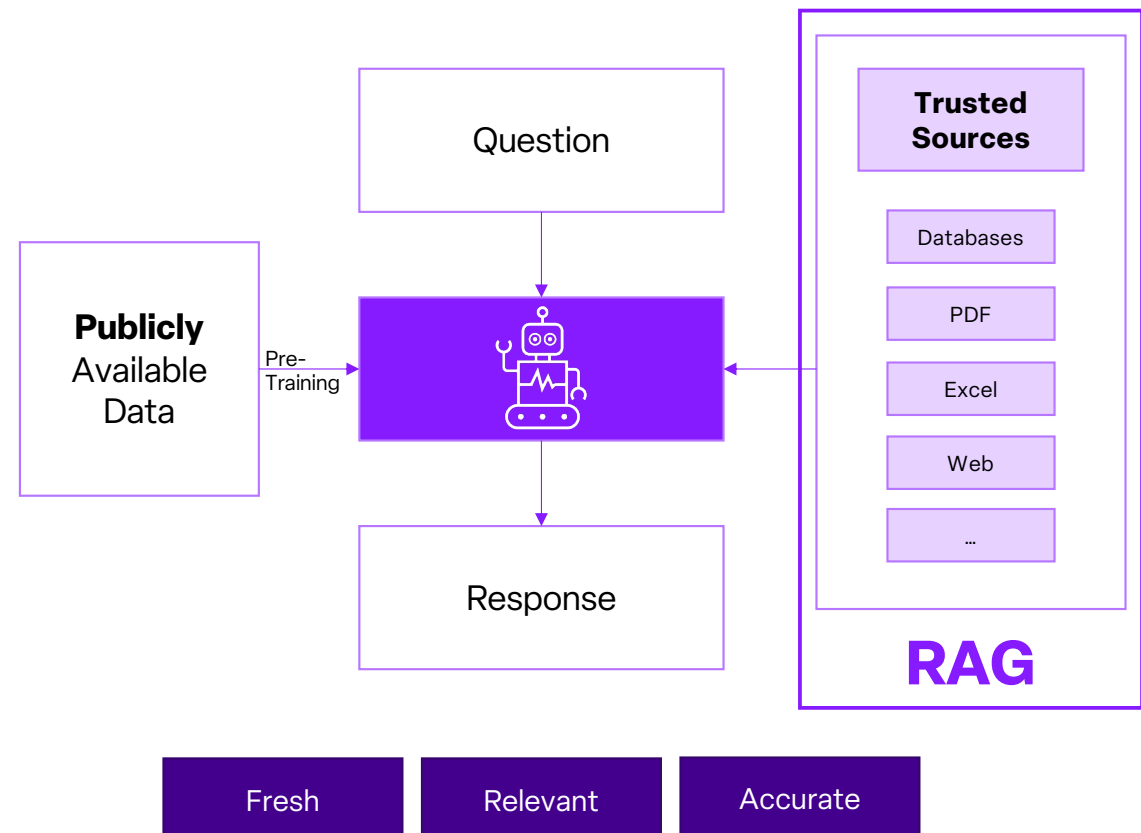 Question
Publicly
Available
Data
Pre-
Training
Response
Trusted
Sources
Databases
PDF
Excel
Web
...
RAG
Fresh
Relevant
Accurate